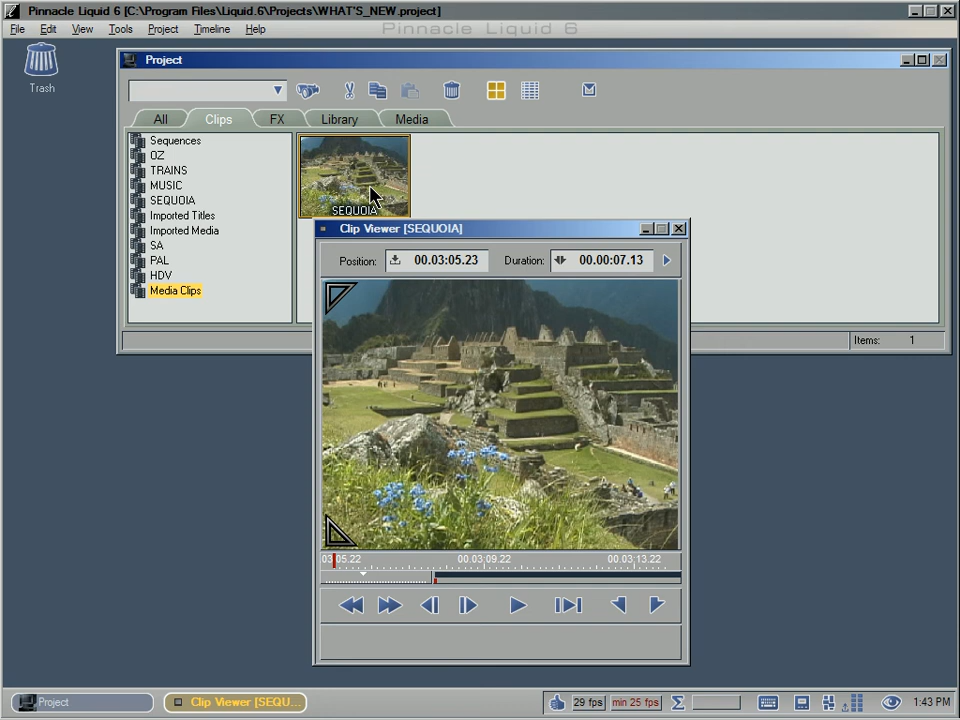 Pinnacle Liquid 6 [C:\Program Files\Liquid.6\Projects\WHAT'S_NEW.project]
File Edit View Tools Project Timeline Help
Pinnacle Liquid 6
Trash
Project
All Clips FX Library Media
Sequences
OZ
TRAINS
MUSIC
SEQUOIA
Imported Titles
Imported Media
SA
PAL
HDV
Media Clips
SEQUOIA
Items: 1
Clip Viewer [SEQUOIA]
Position: 00.03:05.23 Duration: 00.00:07.13
03:05.22 00.03:09.22 00.03:13.22
Project Clip Viewer [SEQU... 29 fps min 25 fps 1:43 PM